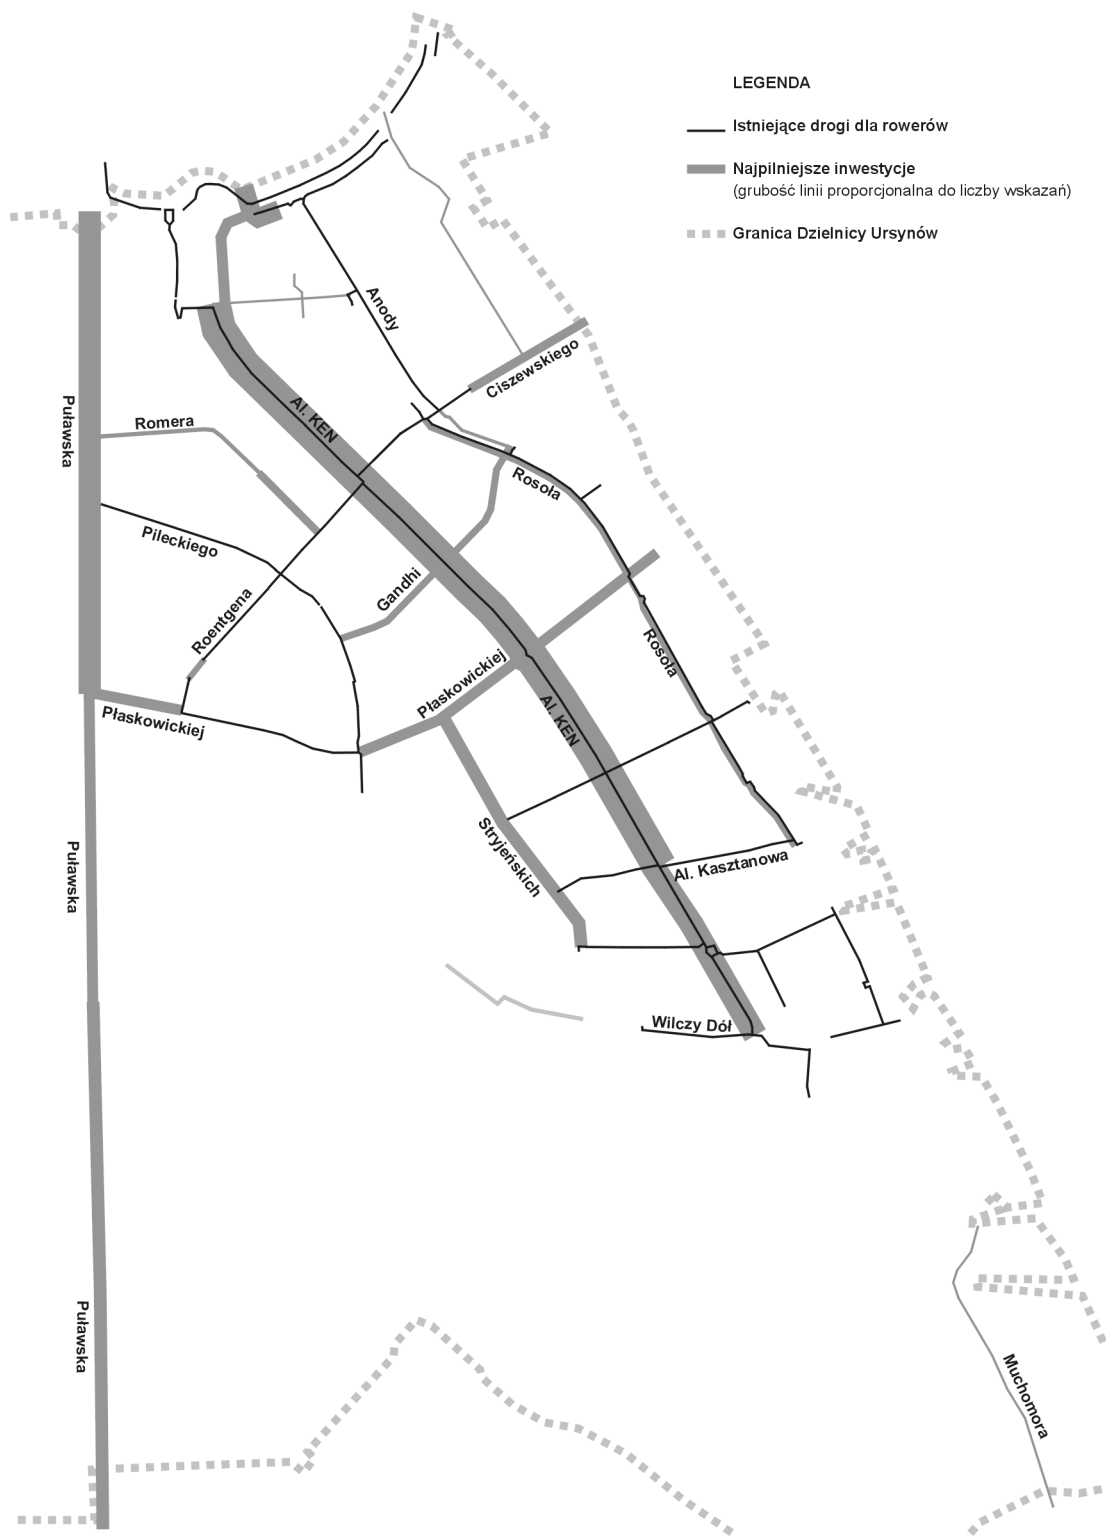 LEGENDA
Istniejące drogi dla rowerów
Najpilniejsze inwestycje
(grubość linii proporcjonalna do liczby wskazań)
Granica Dzielnicy Ursynów
Anody
Ciszewskiego
Puławska
Romera
Al. KEN
Rosoła
Pileckiego
Gandhi
Roentgena
Rosoła
Płaskowickiej
Płaskowickiej
Al. KEN
Stryjeńskich
Al. Kasztanowa
Puławska
Wilczy Dół
Puławska
Muchomora